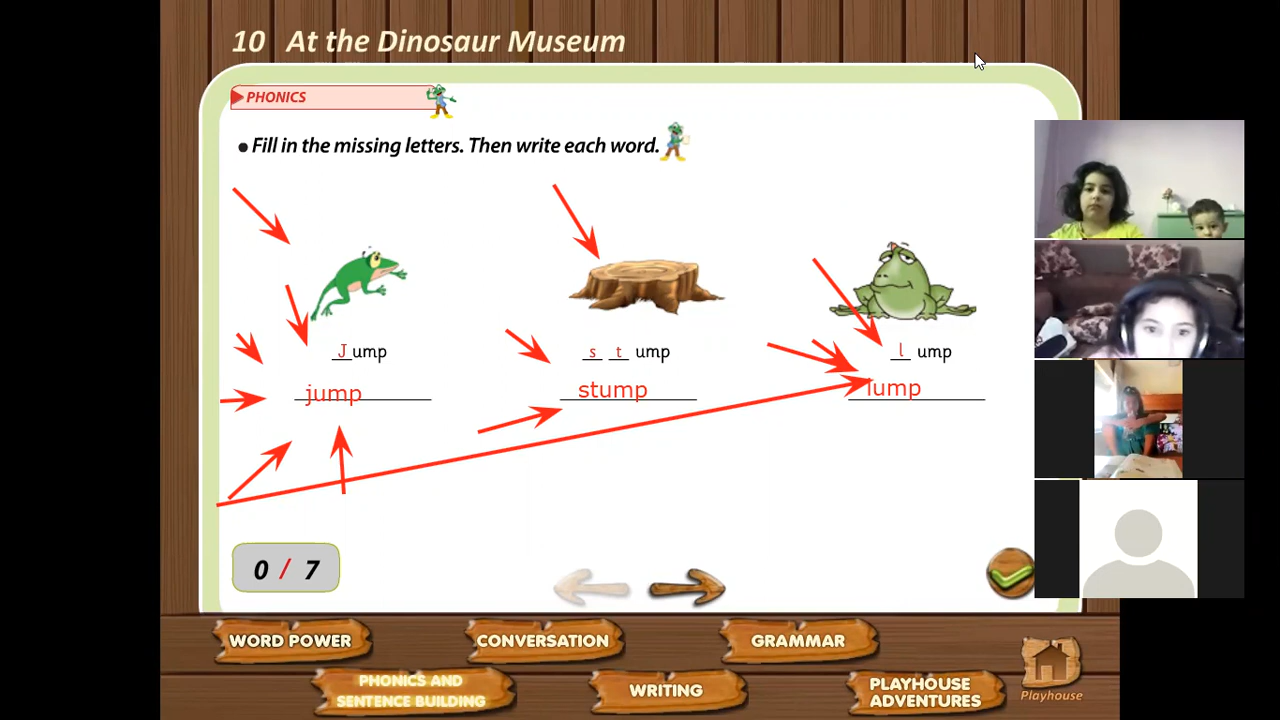 10 At the Dinosaur Museum
PHONICS
• Fill in the missing letters. Then write each word.
J ump
s t ump
l ump
jump
stump
lump
0 / 7
WORD POWER
CONVERSATION
GRAMMAR
PHONICS AND
SENTENCE BUILDING
WRITING
PLAYHOUSE
ADVENTURES
Playhouse